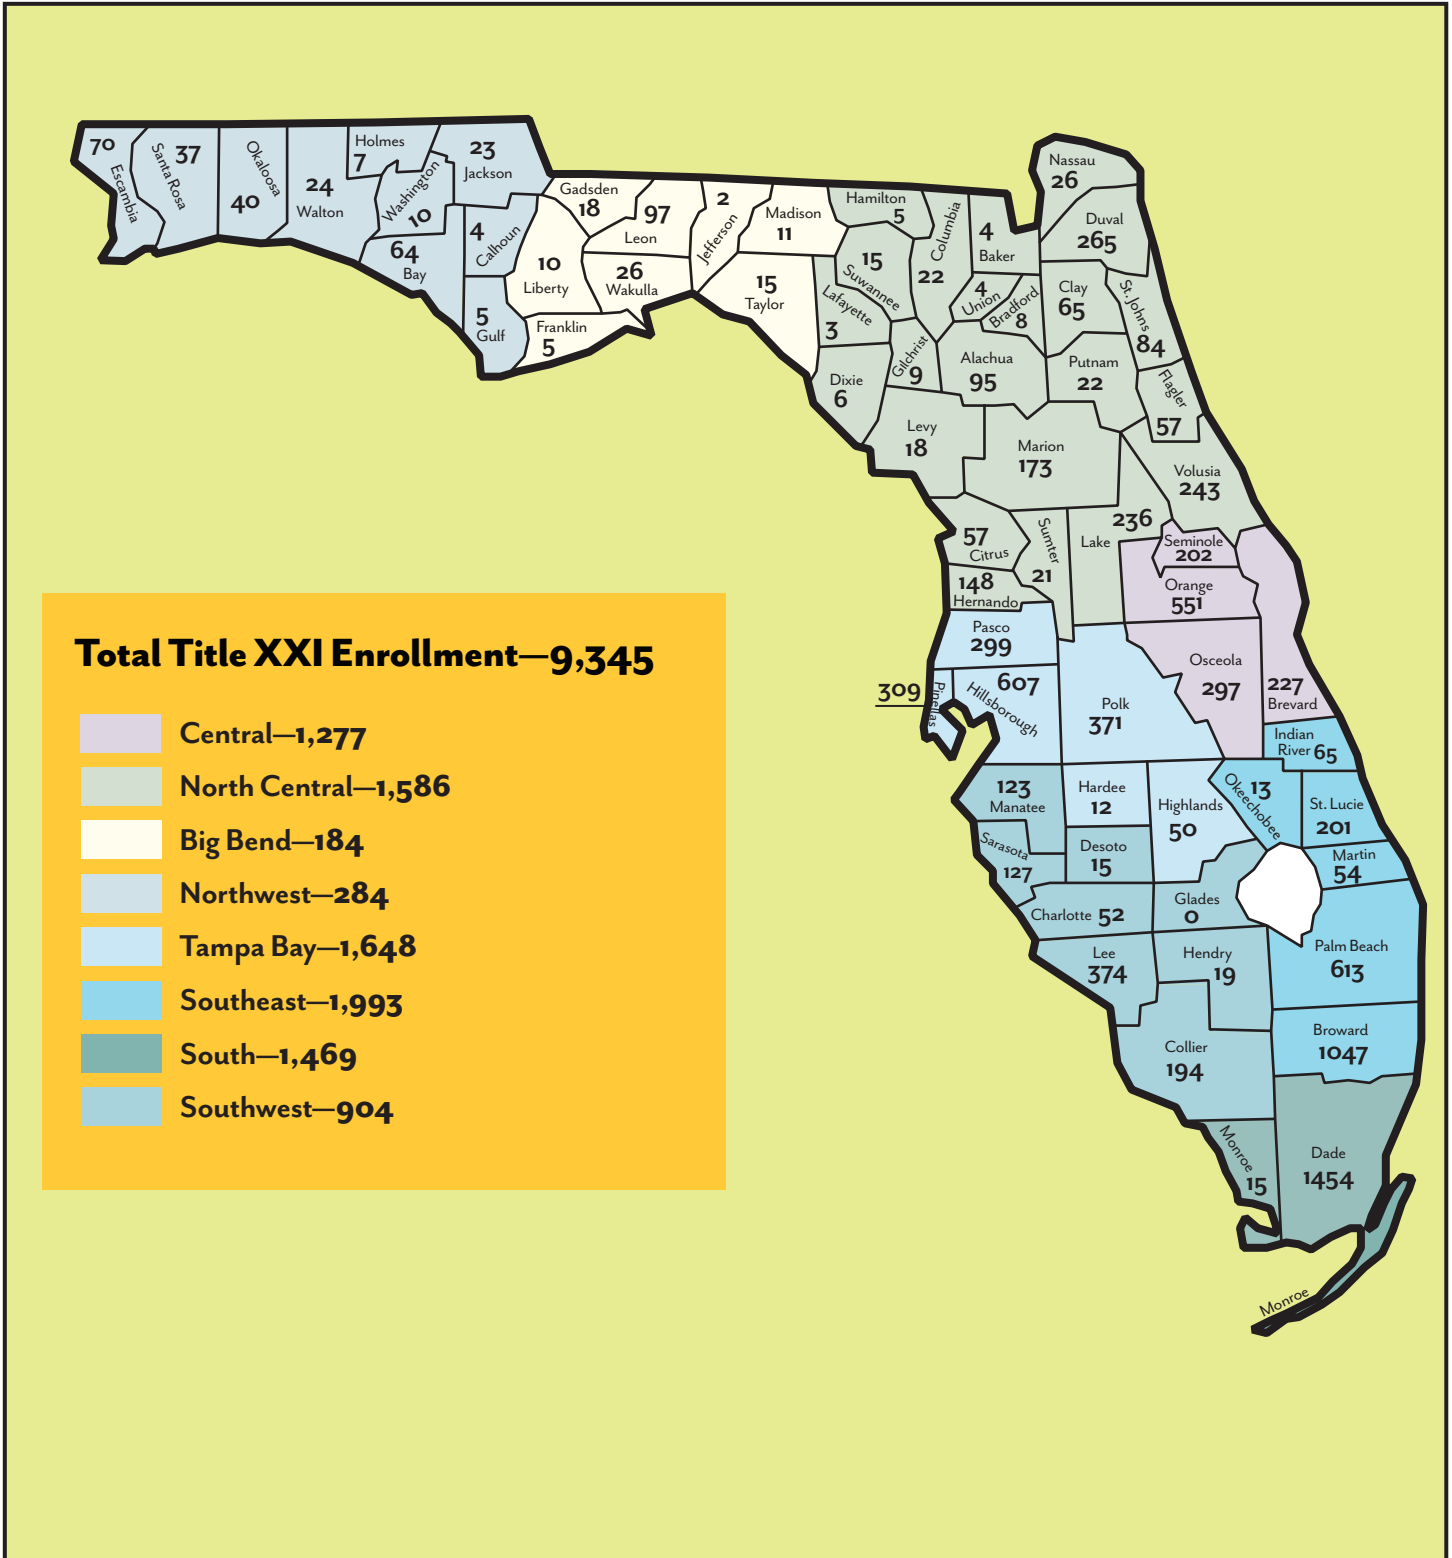 70
Escambia
Santa Rosa
37
Okaloosa
40
24
Walton
Holmes
7
Washington
10
23
Jackson
64
Bay
4
Calhoun
5
Gulf
Gadsden
18
10
Liberty
Franklin
5
97
Leon
26
Wakulla
2
Jefferson
Madison
11
15
Taylor
Hamilton
5
15
Suwannee
Lafayette
3
Columbia
22
4
Baker
Nassau
26
Duval
265
4
Union
Bradford
8
Clay
65
St. Johns
84
Dixie
6
Gilchrist
9
Alachua
95
Putnam
22
Flagler
57
Levy
18
Marion
173
Volusia
243
57
Citrus
Sumter
21
236
Lake
Seminole
202
148
Hernando
Orange
551
Pasco
299
Osceola
297
227
Brevard
309
Pinellas
607
Hillsborough
Polk
371
Indian
River 65
123
Manatee
Hardee
12
Highlands
50
13
Okeechobee
St. Lucie
201
Sarasota
127
Desoto
15
Martin
54
Charlotte 52
Glades
0
Palm Beach
613
Lee
374
Hendry
19
Collier
194
Broward
1047
Monroe
15
Dade
1454
Monroe
Total Title XXI Enrollment—9,345
Central—1,277
North Central—1,586
Big Bend—184
Northwest—284
Tampa Bay—1,648
Southeast—1,993
South—1,469
Southwest—904